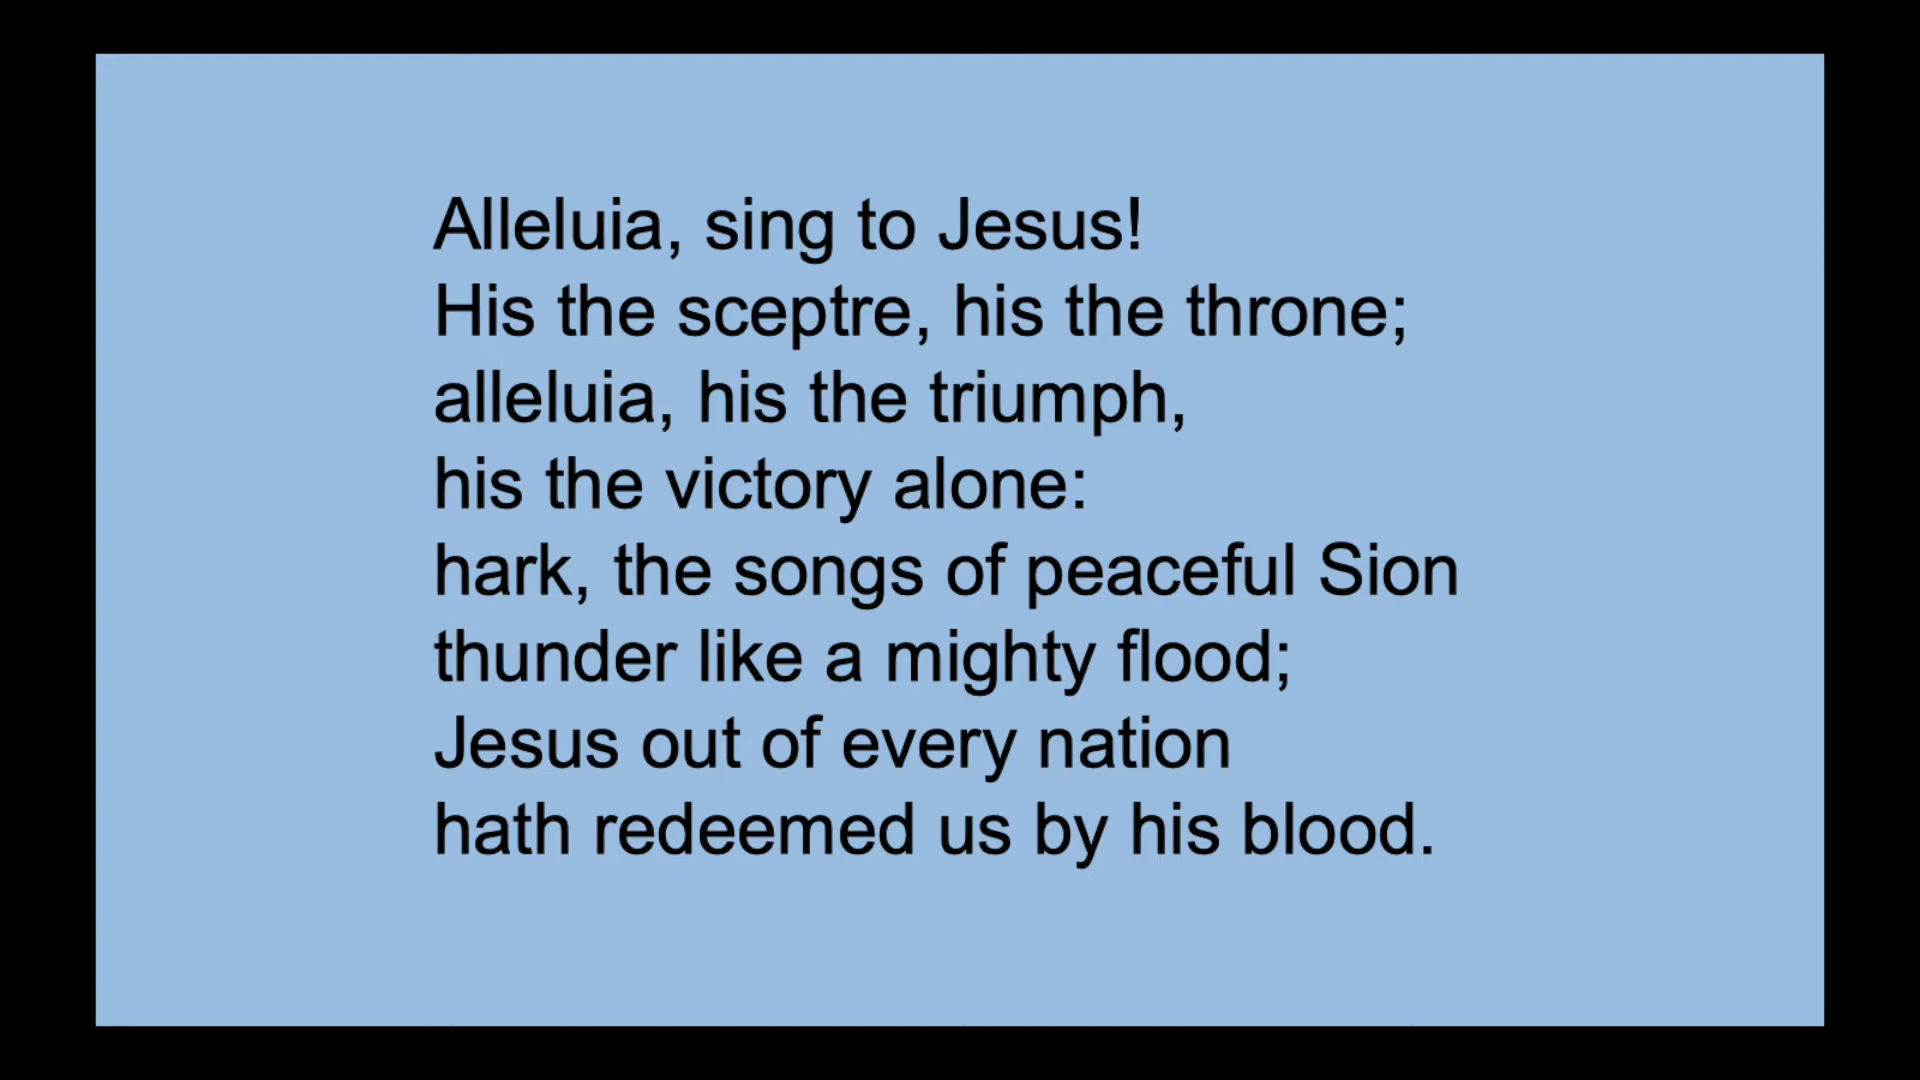 Alleluia, sing to Jesus!
His the sceptre, his the throne;
alleluia, his the triumph,
his the victory alone:
hark, the songs of peaceful Sion
thunder like a mighty flood;
Jesus out of every nation
hath redeemed us by his blood.